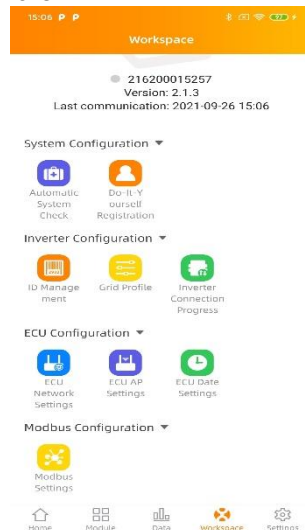 15:06 P P
97
Workspace
216200015257
Version: 2.1.3
Last communication: 2021-09-26 15:06
System Configuration
Automatic
System
Check
Do-It-Y
ourself
Registration
Inverter Configuration
ID Manage
ment
Grid Profile
Inverter
Connection
Progress
ECU Configuration
ECU
Network
Settings
ECU AP
Settings
ECU Date
Settings
Modbus Configuration
Modbus
Settings
Home
Module
Data
Workspace
Settings